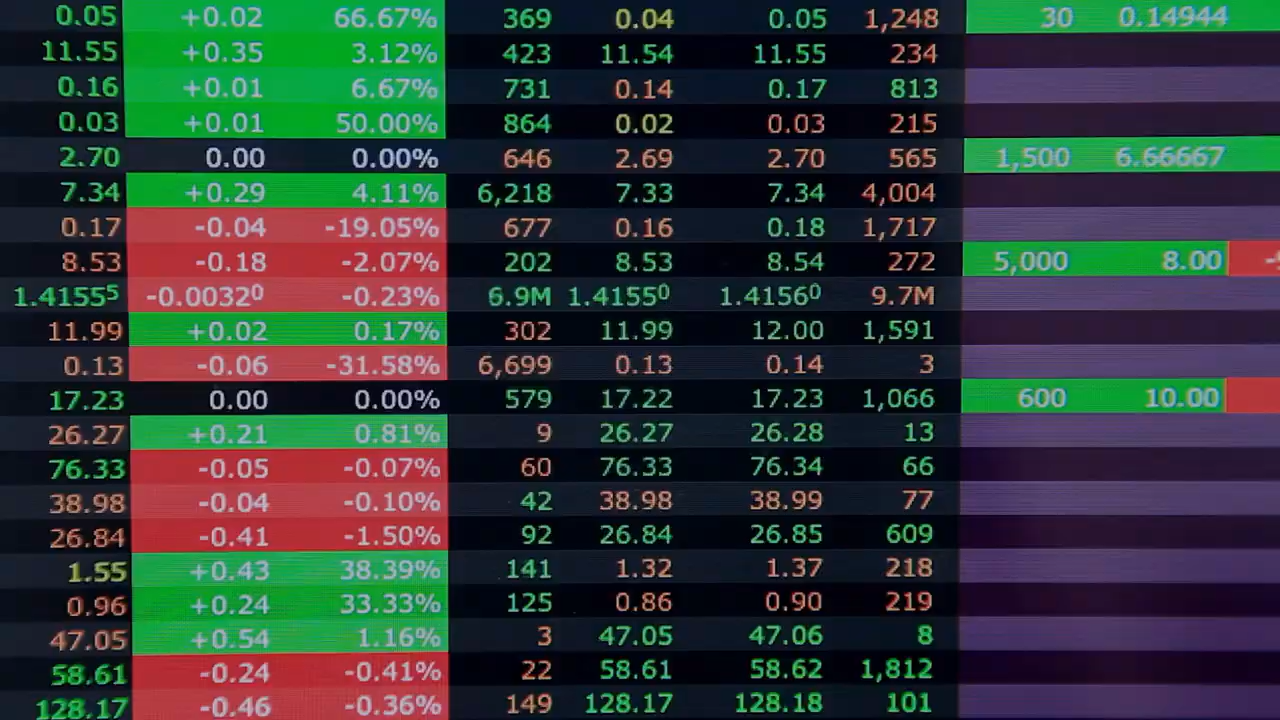 0.05 +0.02 66.67% 369 0.04 0.05 1,248 30 0.14944
11.55 +0.35 3.12% 423 11.54 11.55 234
0.16 +0.01 6.67% 731 0.14 0.17 813
0.03 +0.01 50.00% 864 0.02 0.03 215
2.70 0.00 0.00% 646 2.69 2.70 565 1,500 6.66667
7.34 +0.29 4.11% 6,218 7.33 7.34 4,004
0.17 -0.04 -19.05% 677 0.16 0.18 1,717
8.53 -0.18 -2.07% 202 8.53 8.54 272 5,000 8.00
1.4155⁵ -0.0032⁰ -0.23% 6.9M 1.4155⁰ 1.4156⁰ 9.7M
11.99 +0.02 0.17% 302 11.99 12.00 1,591
0.13 -0.06 -31.58% 6,699 0.13 0.14 3
17.23 0.00 0.00% 579 17.22 17.23 1,066 600 10.00
26.27 +0.21 0.81% 9 26.27 26.28 13
76.33 -0.05 -0.07% 60 76.33 76.34 66
38.98 -0.04 -0.10% 42 38.98 38.99 77
26.84 -0.41 -1.50% 92 26.84 26.85 609
1.55 +0.43 38.39% 141 1.32 1.37 218
0.96 +0.24 33.33% 125 0.86 0.90 219
47.05 +0.54 1.16% 3 47.05 47.06 8
58.61 -0.24 -0.41% 22 58.61 58.62 1,812
128.17 -0.46 -0.36% 149 128.17 128.18 101